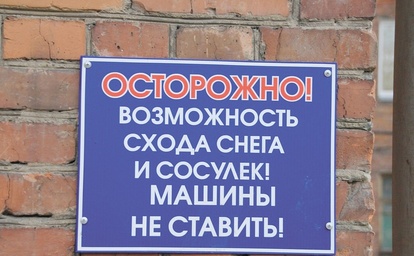 ОСТОРОЖНО!
ВОЗМОЖНОСТЬ
СХОДА СНЕГА
И СОСУЛЕК!
МАШИНЫ
НЕ СТАВИТЬ!